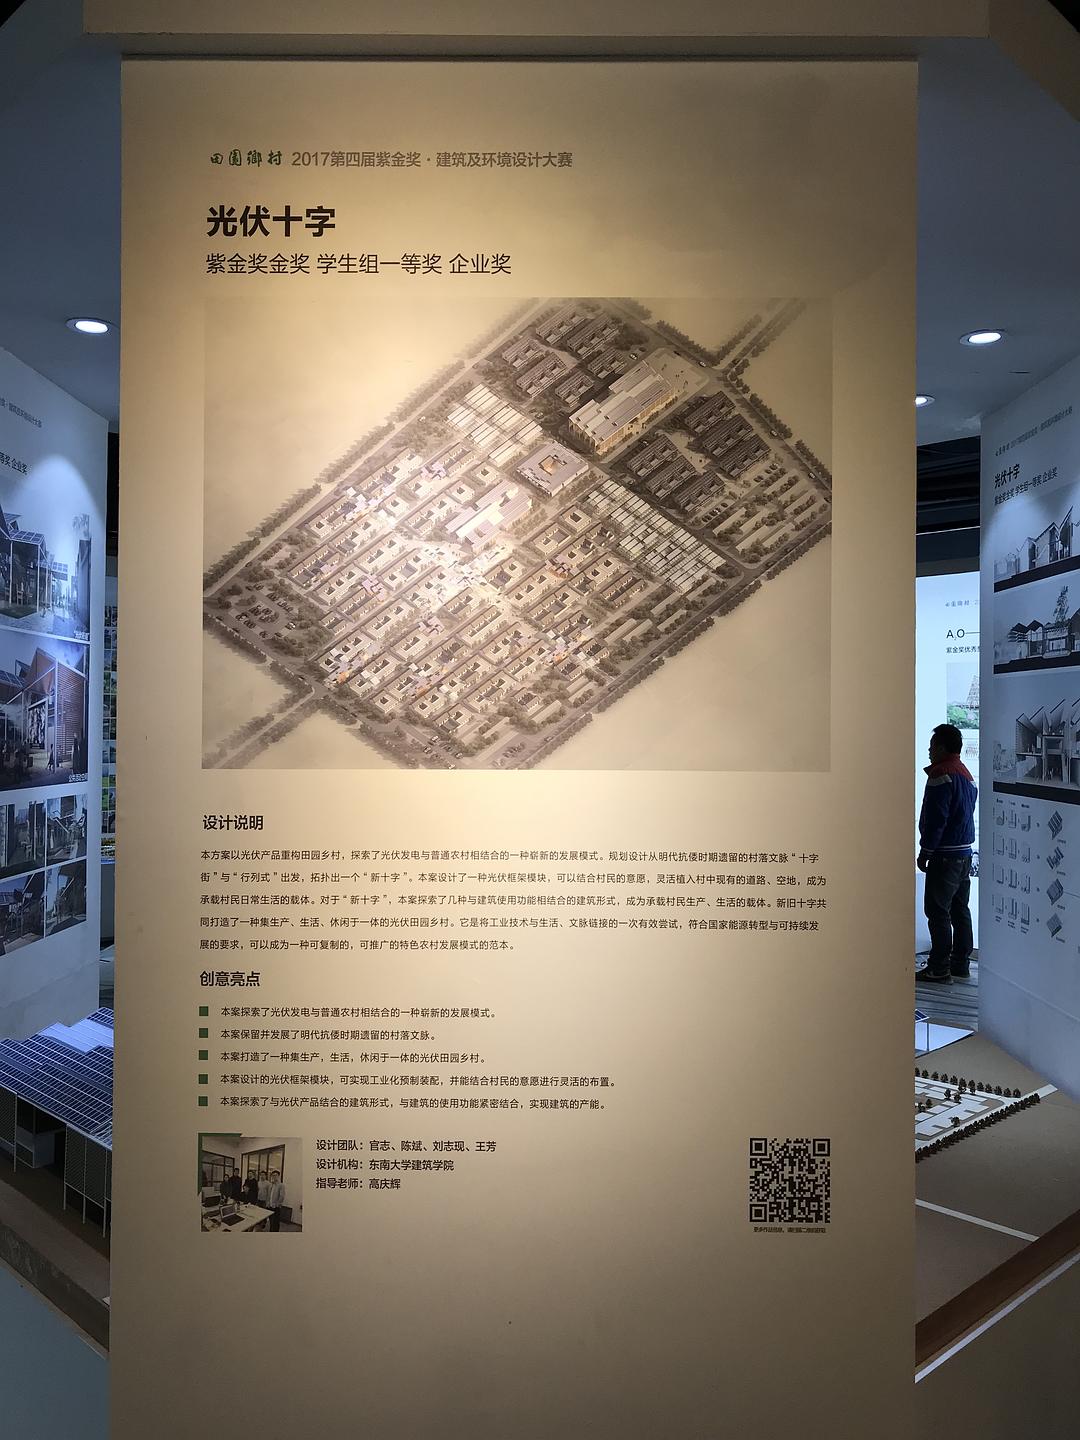 田園鄉村 2017第四届紫金奖·建筑及环境设计大赛
光伏十字
紫金奖金奖 学生组一等奖 企业奖
设计说明
本方案以光伏产品重构田园乡村，探索了光伏发电与普通农村相结合的一种崭新的发展模式。规划设计从明代抗倭时期遗留的村落文脉“十字
街”与“行列式”出发，拓扑出一个“新十字”。本案设计了一种光伏框架模块，可以结合村民的意愿，灵活植入村中现有的道路、空地，成为
承载村民日常生活的载体。对于“新十字”，本案探索了几种与建筑使用功能相结合的建筑形式，成为承载村民生产、生活的载体。新旧十字共
同打造了一种集生产、生活、休闲于一体的光伏田园乡村。它是将工业技术与生活、文脉链接的一次有效尝试，符合国家能源转型与可持续发
展的要求，可以成为一种可复制的，可推广的特色农村发展模式的范本。
创意亮点
本案探索了光伏发电与普通农村相结合的一种崭新的发展模式。
本案保留并发展了明代抗倭时期遗留的村落文脉。
本案打造了一种集生产，生活，休闲于一体的光伏田园乡村。
本案设计的光伏框架模块，可实现工业化预制装配，并能结合村民的意愿进行灵活的布置。
本案探索了与光伏产品结合的建筑形式，与建筑的使用功能紧密结合，实现建筑的产能。
设计团队：官志、陈斌、刘志现、王芳
设计机构：东南大学建筑学院
指导老师：高庆辉
等奖 企业奖
光伏十字
紫金奖金奖 学生组一等奖 企业奖
紫金奖优秀